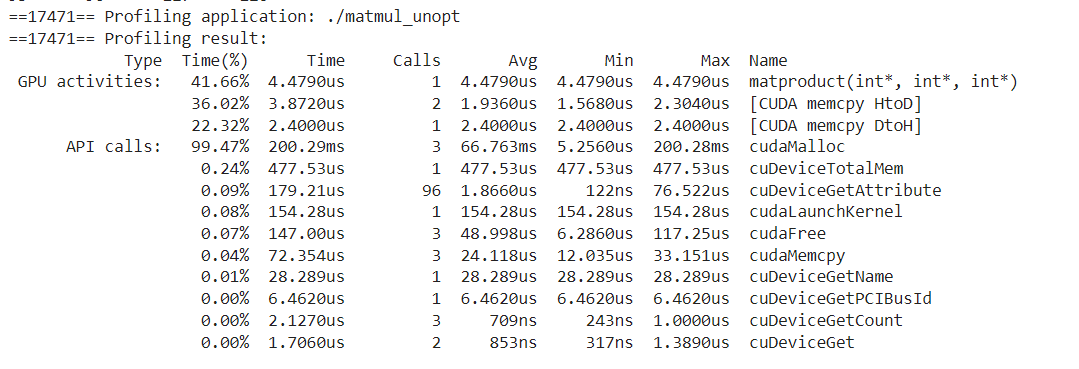 ==17471== Profiling application: ./matmul_unopt
==17471== Profiling result:
Type Time(%) Time Calls Avg Min Max Name
GPU activities: 41.66% 4.4790us 1 4.4790us 4.4790us 4.4790us matproduct(int*, int*, int*)
36.02% 3.8720us 2 1.9360us 1.5680us 2.3040us [CUDA memcpy HtoD]
22.32% 2.4000us 1 2.4000us 2.4000us 2.4000us [CUDA memcpy DtoH]
API calls: 99.47% 200.29ms 3 66.763ms 5.2560us 200.28ms cudaMalloc
0.24% 477.53us 1 477.53us 477.53us 477.53us cuDeviceTotalMem
0.09% 179.21us 96 1.8660us 122ns 76.522us cuDeviceGetAttribute
0.08% 154.28us 1 154.28us 154.28us 154.28us cudaLaunchKernel
0.07% 147.00us 3 48.998us 6.2860us 117.25us cudaFree
0.04% 72.354us 3 24.118us 12.035us 33.151us cudaMemcpy
0.01% 28.289us 1 28.289us 28.289us 28.289us cuDeviceGetName
0.00% 6.4620us 1 6.4620us 6.4620us 6.4620us cuDeviceGetPCIBusId
0.00% 2.1270us 3 709ns 243ns 1.0000us cuDeviceGetCount
0.00% 1.7060us 2 853ns 317ns 1.3890us cuDeviceGet